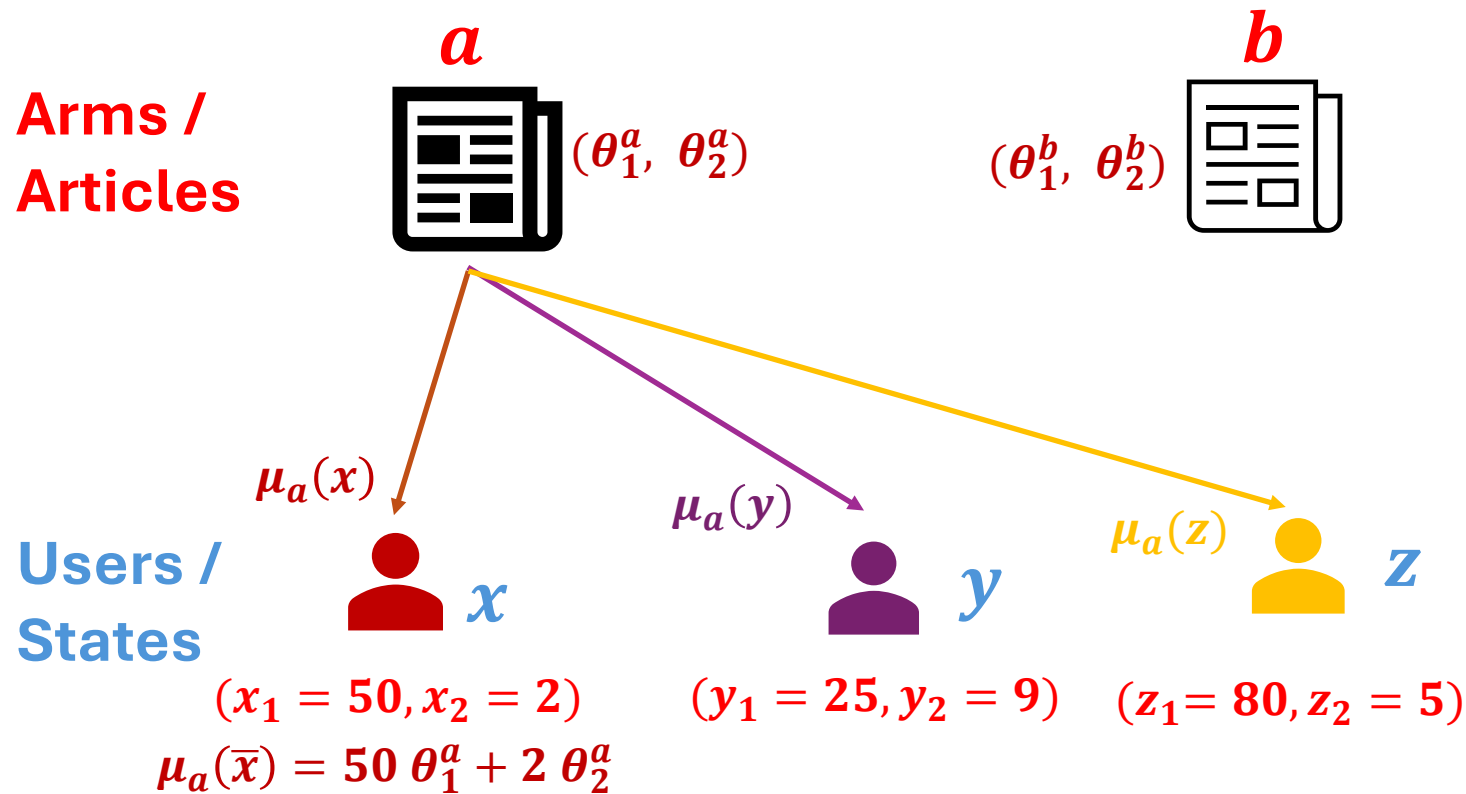 a
b
Arms /
Articles
(θ₁ᵃ, θ₂ᵃ)
(θ₁ᵇ, θ₂ᵇ)
μₐ(x)
μₐ(y)
μₐ(z)
Users /
States
x
y
z
(x₁ = 50, x₂ = 2)
(y₁ = 25, y₂ = 9)
(z₁= 80, z₂ = 5)
μₐ(x̅) = 50 θ₁ᵃ + 2 θ₂ᵃ